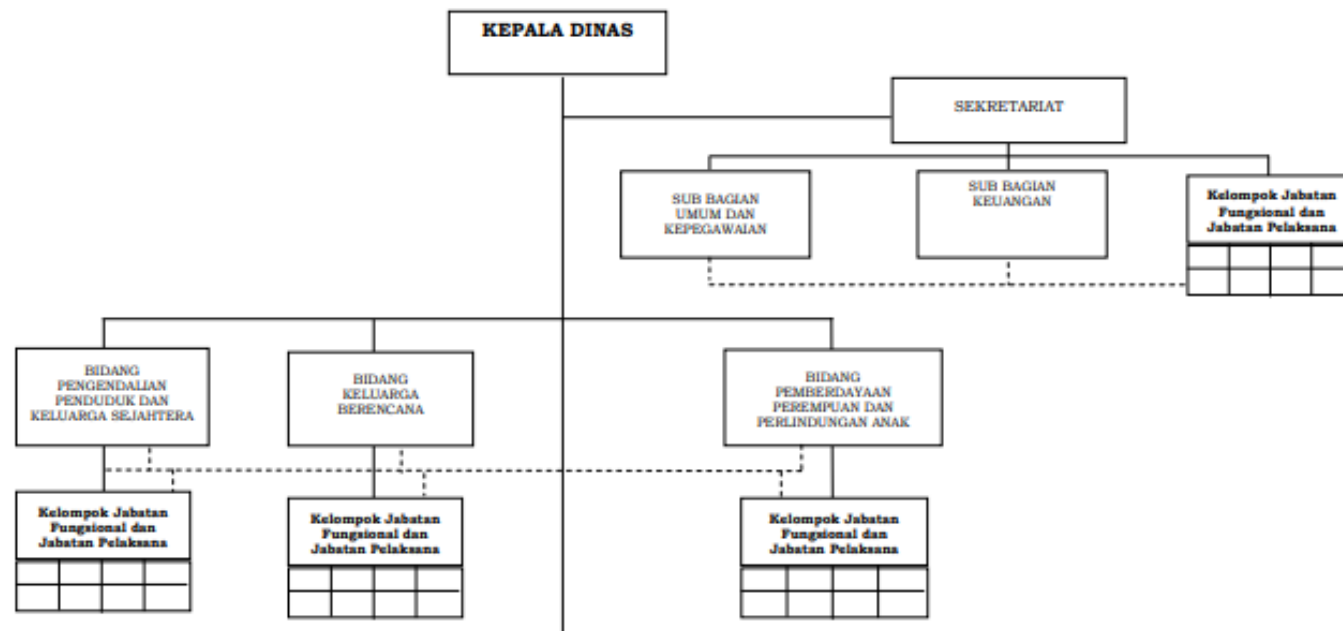 KEPALA DINAS
SEKRETARIAT
SUB BAGIAN
UMUM DAN
KEPEGAWAIAN
SUB BAGIAN
KEUANGAN
Kelompok Jabatan
Fungsional dan
Jabatan Pelaksana
BIDANG
PENGENDALIAN
PENDUDUK DAN
KELUARGA SEJAHTERA
BIDANG
KELUARGA
BERENCANA
BIDANG
PEMBERDAYAAN
PEREMPUAN DAN
PERLINDUNGAN ANAK
Kelompok Jabatan
Fungsional dan
Jabatan Pelaksana
Kelompok Jabatan
Fungsional dan
Jabatan Pelaksana
Kelompok Jabatan
Fungsional dan
Jabatan Pelaksana